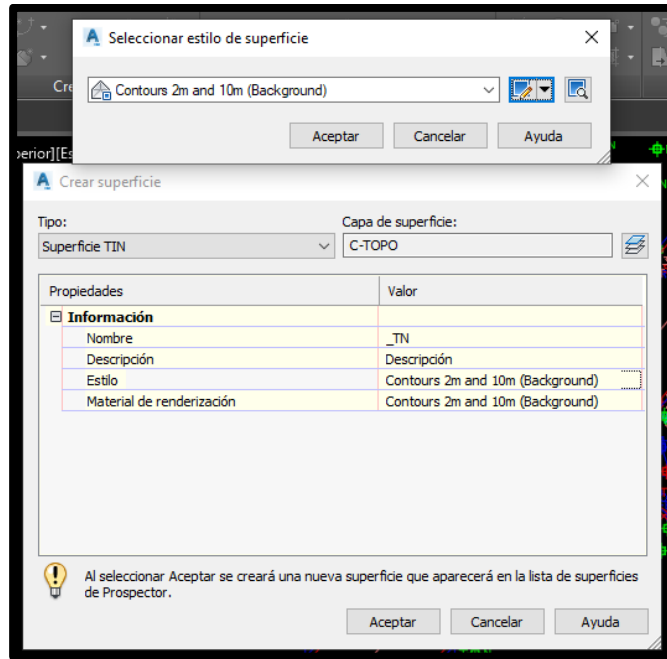 Seleccionar estilo de superficie
Cre
Contours 2m and 10m (Background)
Aceptar Cancelar Ayuda
erior][Es
Crear superficie
Tipo: Capa de superficie:
Superficie TIN C-TOPO
Propiedades Valor
Información
Nombre _TN
Descripción Descripción
Estilo Contours 2m and 10m (Background)
Material de renderización Contours 2m and 10m (Background)
Al seleccionar Aceptar se creará una nueva superficie que aparecerá en la lista de superficies
de Prospector.
Aceptar Cancelar Ayuda